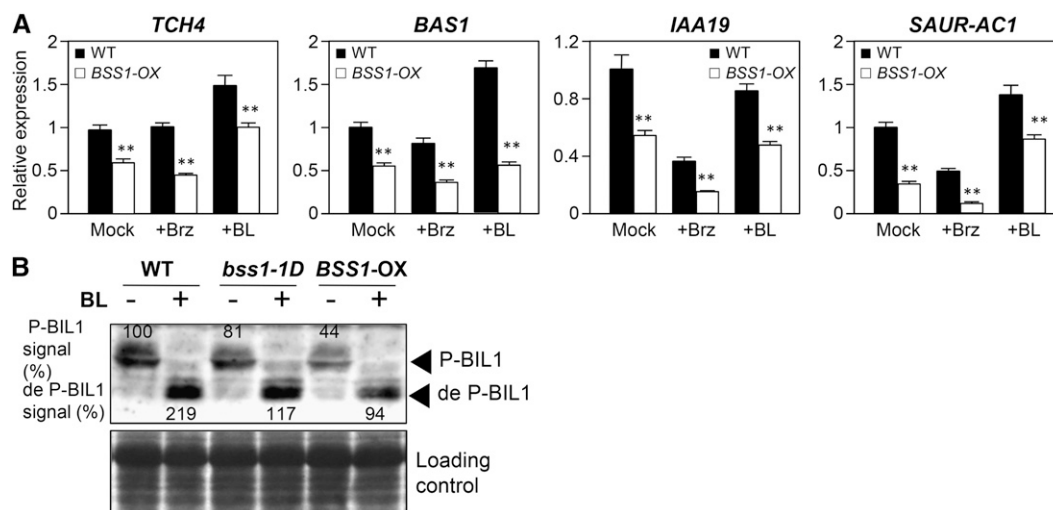 A
TCH4
BAS1
IAA19
SAUR-AC1
Relative expression
2
1.5
1
0.5
0
WT
BSS1-OX
**
**
**
Mock
+Brz
+BL
2
1.5
1
0.5
0
WT
BSS1-OX
**
**
**
Mock
+Brz
+BL
1.2
0.8
0.4
0
WT
BSS1-OX
**
**
**
Mock
+Brz
+BL
2
1.5
1
0.5
0
WT
BSS1-OX
**
**
**
Mock
+Brz
+BL
B
WT bss1-1D BSS1-OX
BL - + - + - +
P-BIL1
signal
(%)
100 81 44
P-BIL1
de P-BIL1
signal (%)
de P-BIL1
219 117 94
Loading
control